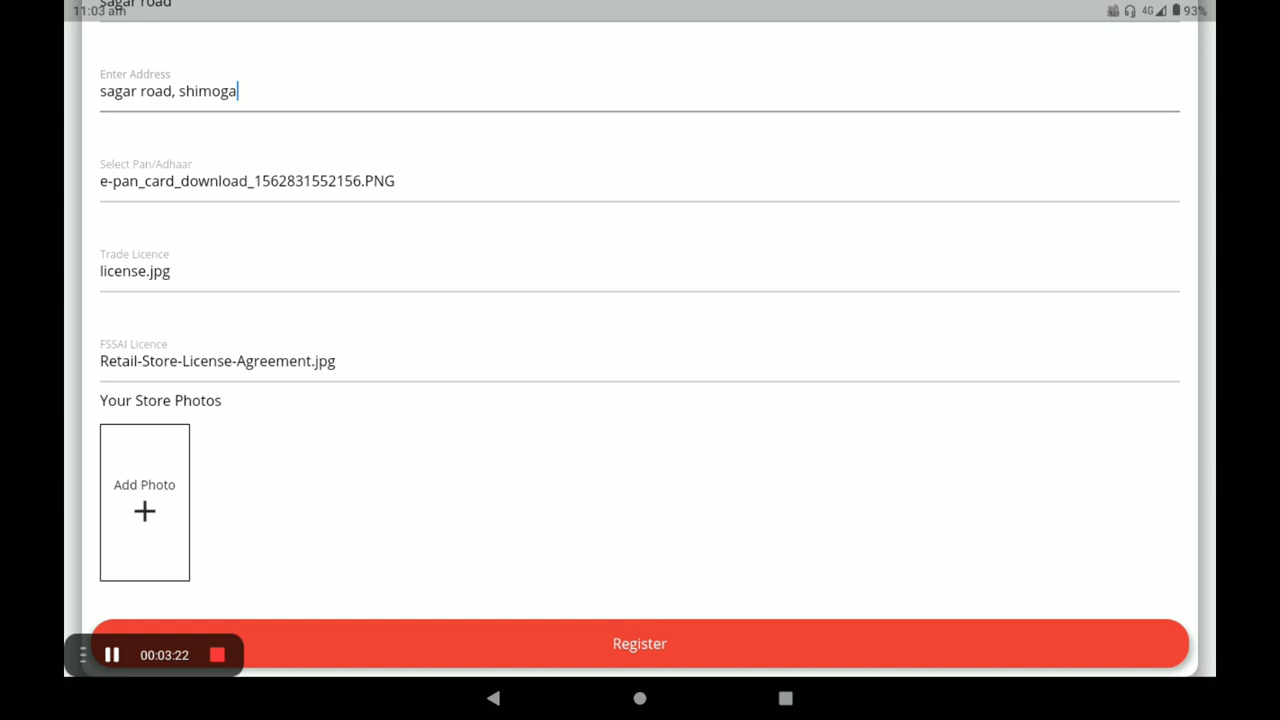 sagar road
11:03 am
4G
93%
Enter Address
sagar road, shimoga
Select Pan/Adhaar
e-pan_card_download_1562831552156.PNG
Trade Licence
license.jpg
FSSAI Licence
Retail-Store-License-Agreement.jpg
Your Store Photos
Add Photo
+
Register
00:03:22